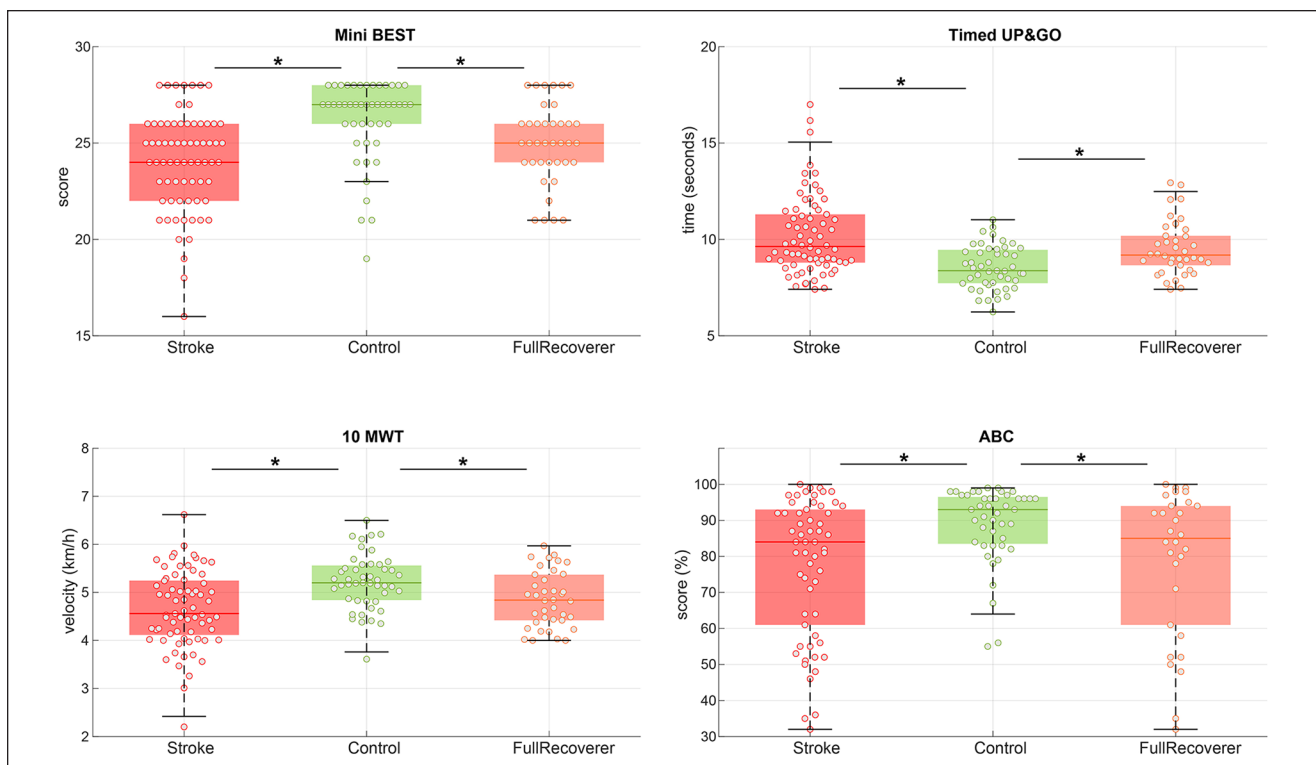 Mini BEST
30
25
20
15
score
* *
Stroke Control FullRecoverer
Timed UP&GO
20
15
10
5
time (seconds)
* *
Stroke Control FullRecoverer
10 MWT
8
7
6
5
4
3
2
velocity (km/h)
* *
Stroke Control FullRecoverer
ABC
100
90
80
70
60
50
40
30
score (%)
* *
Stroke Control FullRecoverer